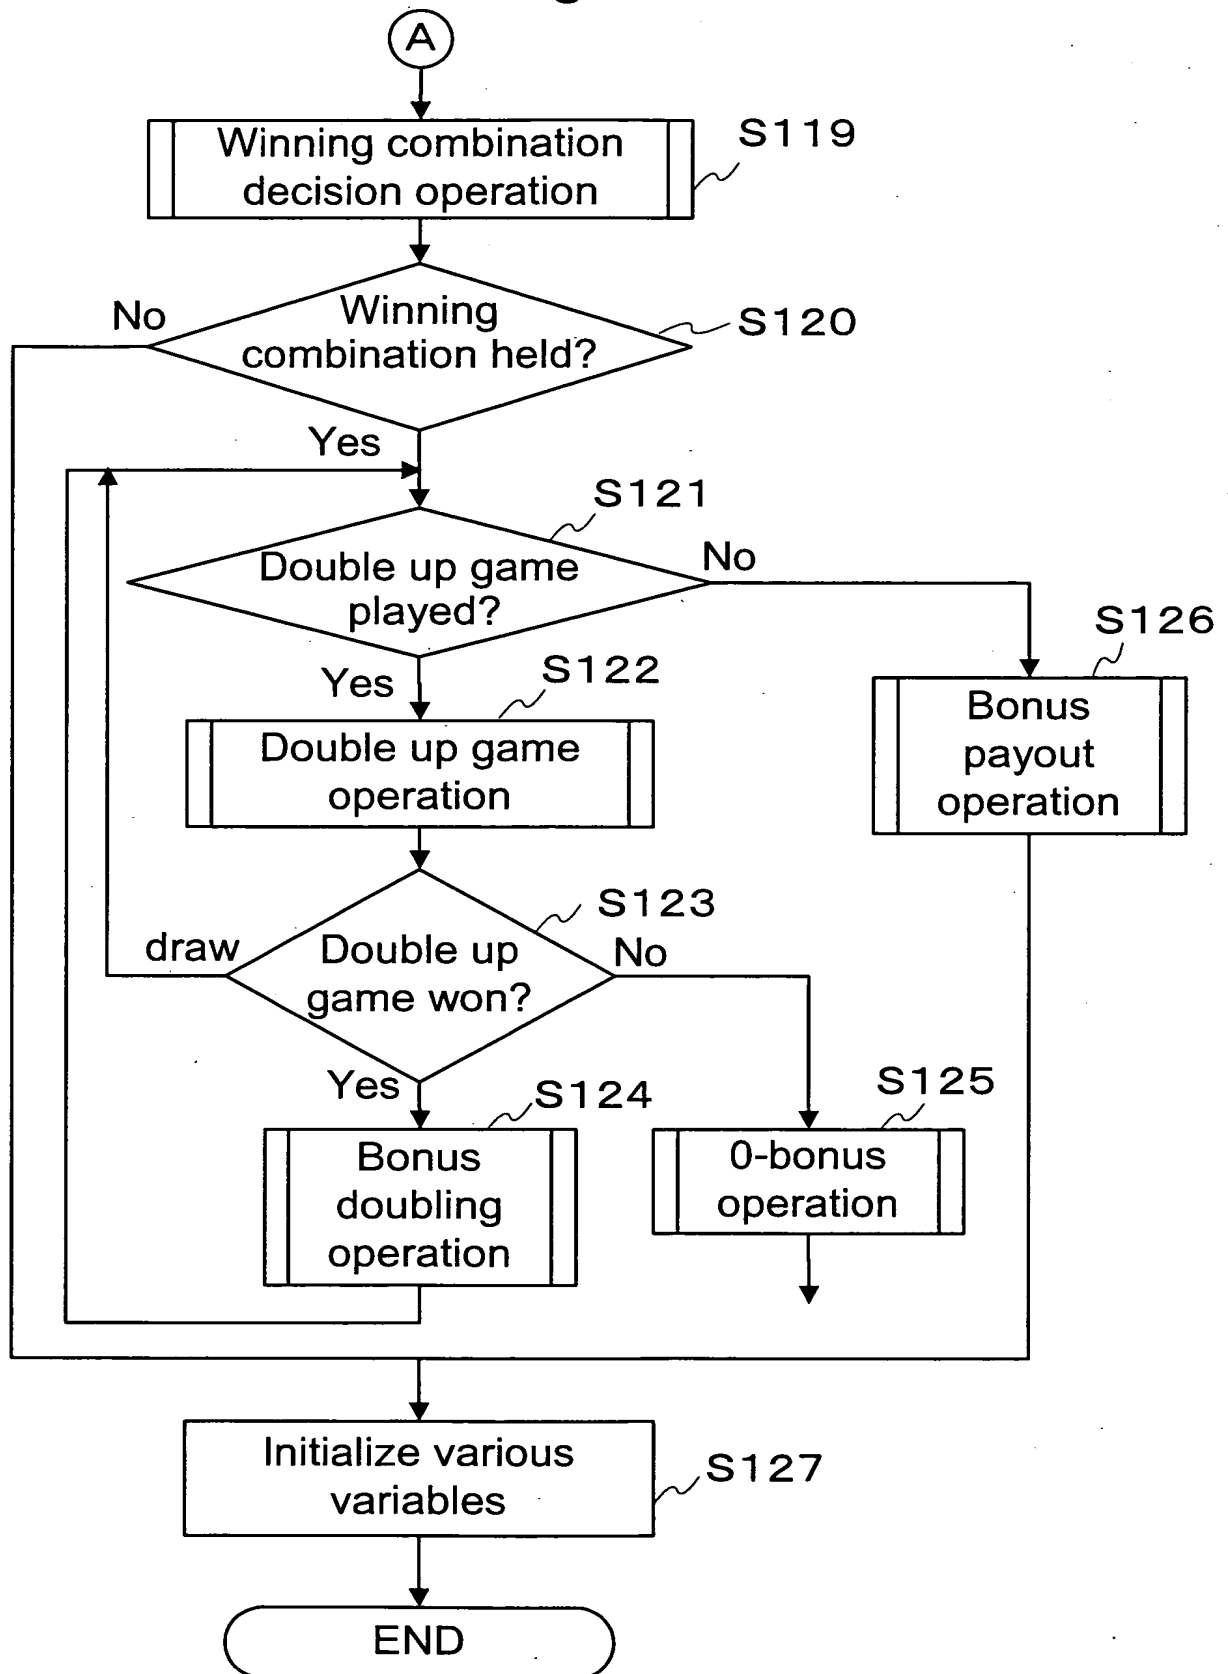 A
Winning combination
decision operation
S119
No
Winning
combination held?
S120
Yes
S121
Double up game
played?
No
S126
Yes
S122
Double up game
operation
Bonus
payout
operation
S123
draw
Double up
game won?
No
Yes
S124
S125
Bonus
doubling
operation
0-bonus
operation
Initialize various
variables
S127
END